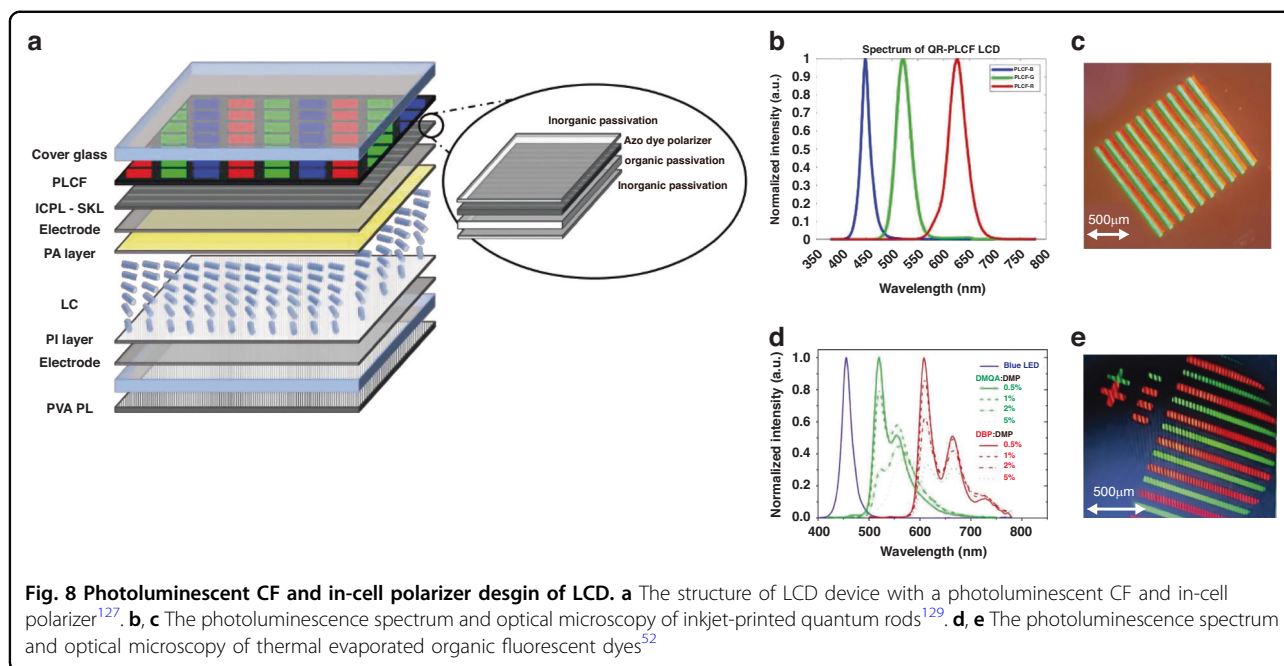 a
Cover glass
PLCF
ICPL - SKL
Electrode
PA layer
LC
PI layer
Electrode
PVA PL
Inorganic passivation
Azo dye polarizer
organic passivation
Inorganic passivation
b
Spectrum of QR-PLCF LCD
Normalized intensity (a.u.)
1
0.9
0.8
0.7
0.6
0.5
0.4
0.3
0.2
0.1
0
PLCF-B
PLCF-G
PLCF-R
350 400 450 500 520 600 650 700 750 800
Wavelength (nm)
c
500μm
d
Normalized intensity (a.u.)
1.0
0.8
0.6
0.4
0.2
0.0
Blue LED
DMQA:DMP
0.5%
1%
2%
5%
DBP:DMP
0.5%
1%
2%
5%
400 500 600 700 800
Wavelength (nm)
e
500μm
Fig. 8 Photoluminescent CF and in-cell polarizer desgin of LCD. a The structure of LCD device with a photoluminescent CF and in-cell
polarizer127. b, c The photoluminescence spectrum and optical microscopy of inkjet-printed quantum rods129. d, e The photoluminescence spectrum
and optical microscopy of thermal evaporated organic fluorescent dyes52